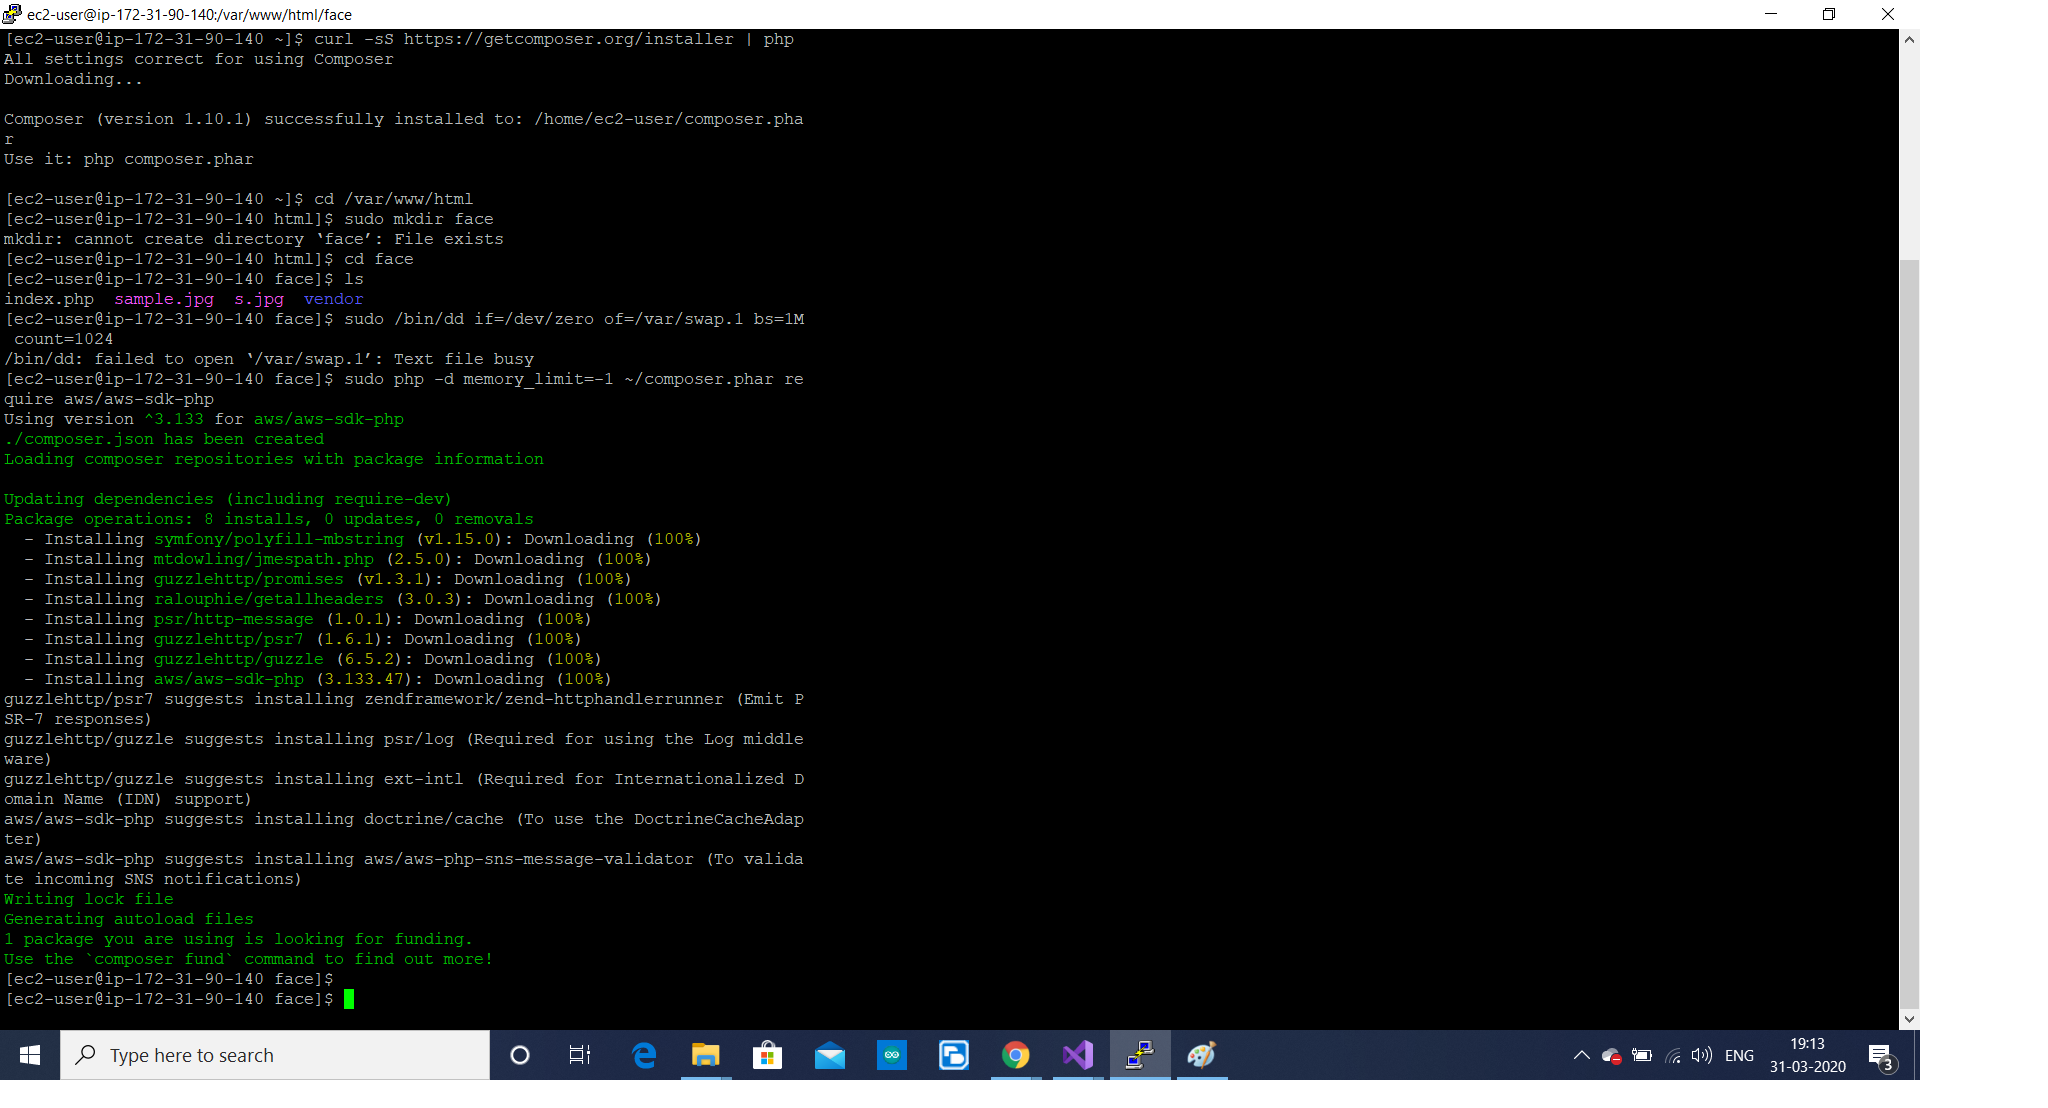 ec2-user@ip-172-31-90-140:/var/www/html/face
[ec2-user@ip-172-31-90-140 ~]$ curl -sS https://getcomposer.org/installer | php
All settings correct for using Composer
Downloading...
Composer (version 1.10.1) successfully installed to: /home/ec2-user/composer.pha
r
Use it: php composer.phar
[ec2-user@ip-172-31-90-140 ~]$ cd /var/www/html
[ec2-user@ip-172-31-90-140 html]$ sudo mkdir face
mkdir: cannot create directory ‘face’: File exists
[ec2-user@ip-172-31-90-140 html]$ cd face
[ec2-user@ip-172-31-90-140 face]$ ls
index.php  sample.jpg  s.jpg  vendor
[ec2-user@ip-172-31-90-140 face]$ sudo /bin/dd if=/dev/zero of=/var/swap.1 bs=1M
 count=1024
/bin/dd: failed to open ‘/var/swap.1’: Text file busy
[ec2-user@ip-172-31-90-140 face]$ sudo php -d memory_limit=-1 ~/composer.phar re
quire aws/aws-sdk-php
Using version ^3.133 for aws/aws-sdk-php
./composer.json has been created
Loading composer repositories with package information
Updating dependencies (including require-dev)
Package operations: 8 installs, 0 updates, 0 removals
  - Installing symfony/polyfill-mbstring (v1.15.0): Downloading (100%)
  - Installing mtdowling/jmespath.php (2.5.0): Downloading (100%)
  - Installing guzzlehttp/promises (v1.3.1): Downloading (100%)
  - Installing ralouphie/getallheaders (3.0.3): Downloading (100%)
  - Installing psr/http-message (1.0.1): Downloading (100%)
  - Installing guzzlehttp/psr7 (1.6.1): Downloading (100%)
  - Installing guzzlehttp/guzzle (6.5.2): Downloading (100%)
  - Installing aws/aws-sdk-php (3.133.47): Downloading (100%)
guzzlehttp/psr7 suggests installing zendframework/zend-httphandlerrunner (Emit P
SR-7 responses)
guzzlehttp/guzzle suggests installing psr/log (Required for using the Log middle
ware)
guzzlehttp/guzzle suggests installing ext-intl (Required for Internationalized D
omain Name (IDN) support)
aws/aws-sdk-php suggests installing doctrine/cache (To use the DoctrineCacheAdap
ter)
aws/aws-sdk-php suggests installing aws/aws-php-sns-message-validator (To valida
te incoming SNS notifications)
Writing lock file
Generating autoload files
1 package you are using is looking for funding.
Use the `composer fund` command to find out more!
[ec2-user@ip-172-31-90-140 face]$
[ec2-user@ip-172-31-90-140 face]$
Type here to search
ENG
19:13
31-03-2020
3